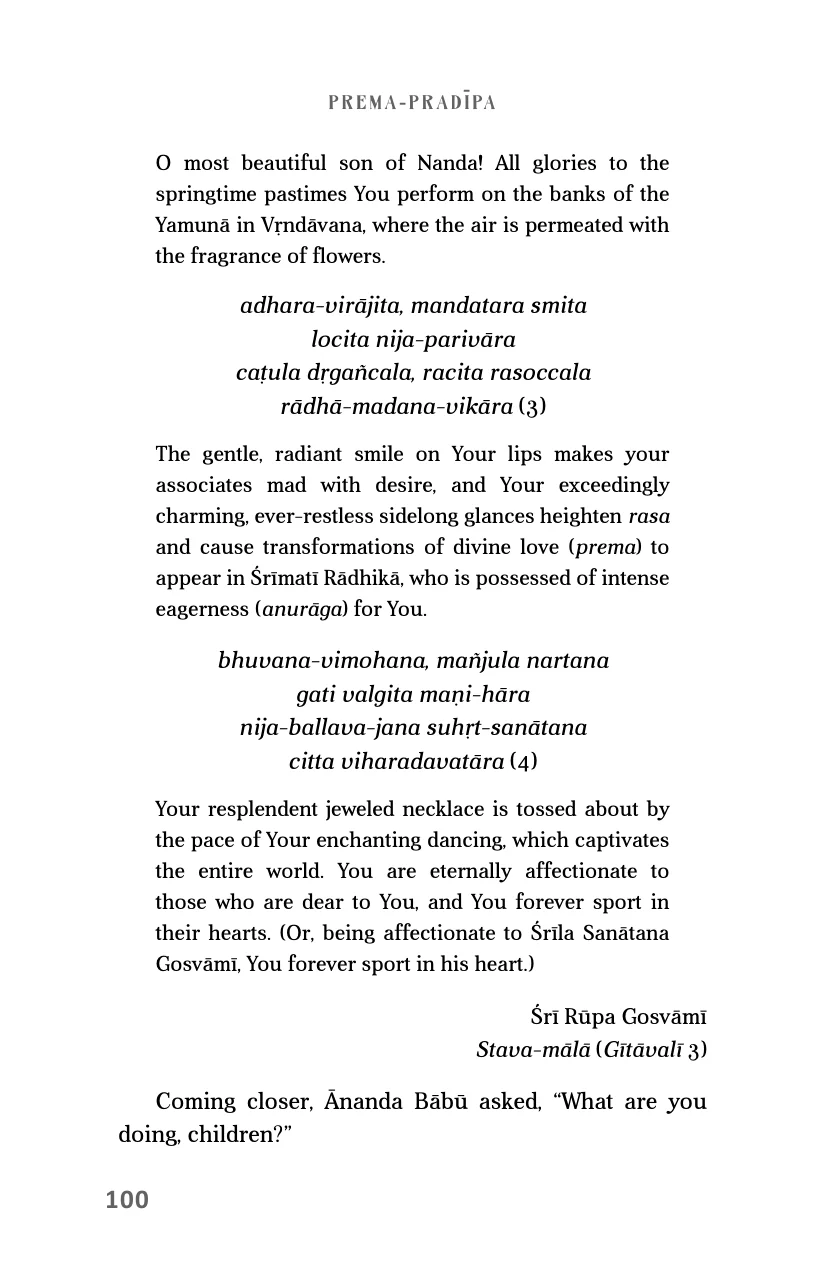 PREMA-PRADĪPA
O most beautiful son of Nanda! All glories to the
springtime pastimes You perform on the banks of the
Yamunā in Vṛndāvana, where the air is permeated with
the fragrance of flowers.
adhara-virājita, mandatara smita
locita nija-parivāra
caṭula dṛgañcala, racita rasoccala
rādhā-madana-vikāra (3)
The gentle, radiant smile on Your lips makes your
associates mad with desire, and Your exceedingly
charming, ever-restless sidelong glances heighten rasa
and cause transformations of divine love (prema) to
appear in Śrīmatī Rādhikā, who is possessed of intense
eagerness (anurāga) for You.
bhuvana-vimohana, mañjula nartana
gati valgita maṇi-hāra
nija-ballava-jana suhṛt-sanātana
citta viharadavatāra (4)
Your resplendent jeweled necklace is tossed about by
the pace of Your enchanting dancing, which captivates
the entire world. You are eternally affectionate to
those who are dear to You, and You forever sport in
their hearts. (Or, being affectionate to Śrīla Sanātana
Gosvāmī, You forever sport in his heart.)
Śrī Rūpa Gosvāmī
Stava-mālā (Gītāvalī 3)
Coming closer, Ānanda Bābū asked, “What are you
doing, children?”
100